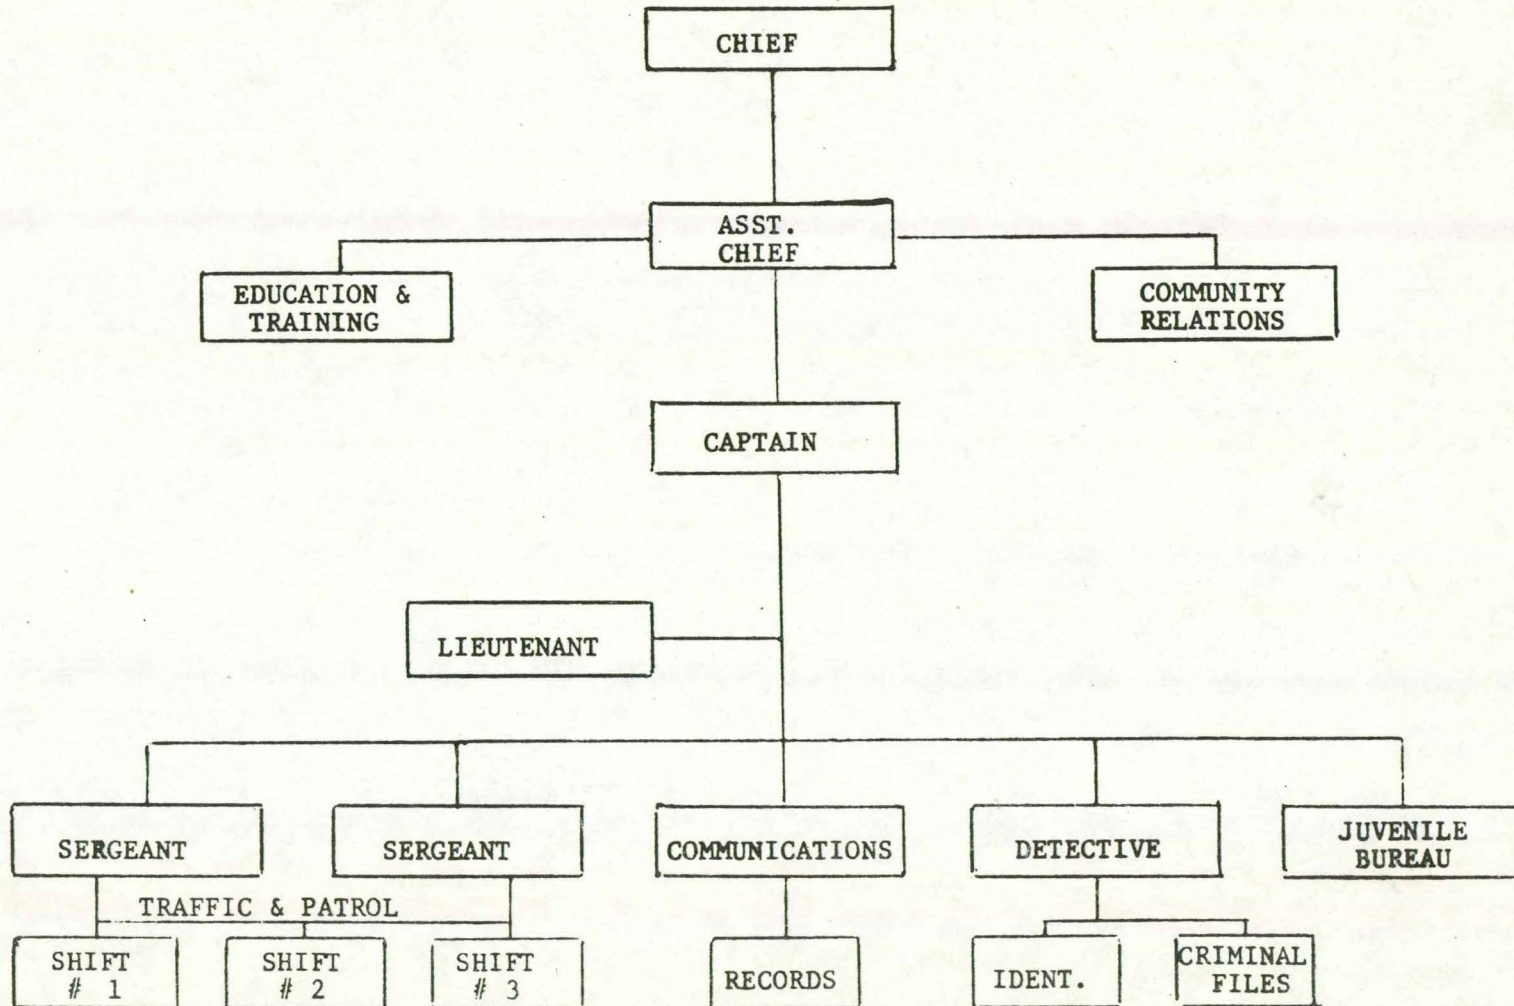 CHIEF
ASST.
CHIEF
EDUCATION &
TRAINING
COMMUNITY
RELATIONS
CAPTAIN
LIEUTENANT
SERGEANT
SERGEANT
COMMUNICATIONS
DETECTIVE
JUVENILE
BUREAU
TRAFFIC & PATROL
SHIFT
# 1
SHIFT
# 2
SHIFT
# 3
RECORDS
IDENT.
CRIMINAL
FILES